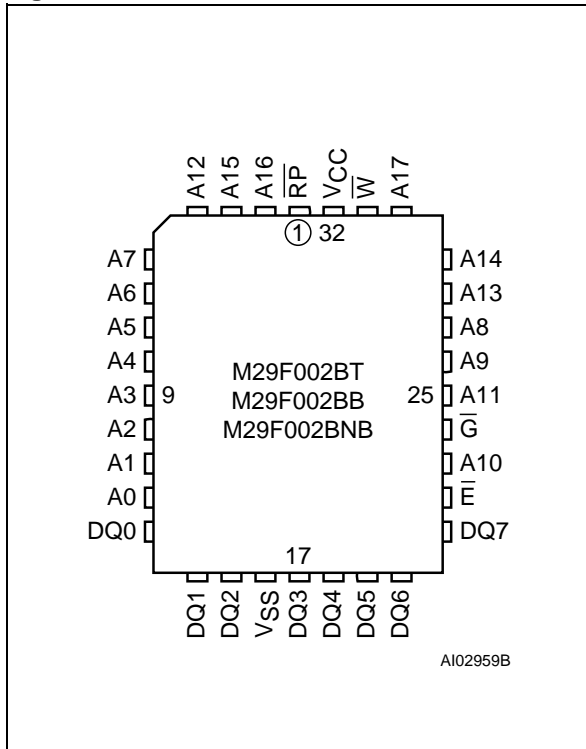 A12
A15
A16
R̅P̅
VCC
W̅
A17
① 32
A7
A6
A5
A4
A3
A2
A1
A0
DQ0
9
M29F002BT
M29F002BB
M29F002BNB
25
A14
A13
A8
A9
A11
G̅
A10
E̅
DQ7
17
DQ1
DQ2
VSS
DQ3
DQ4
DQ5
DQ6
AI02959B